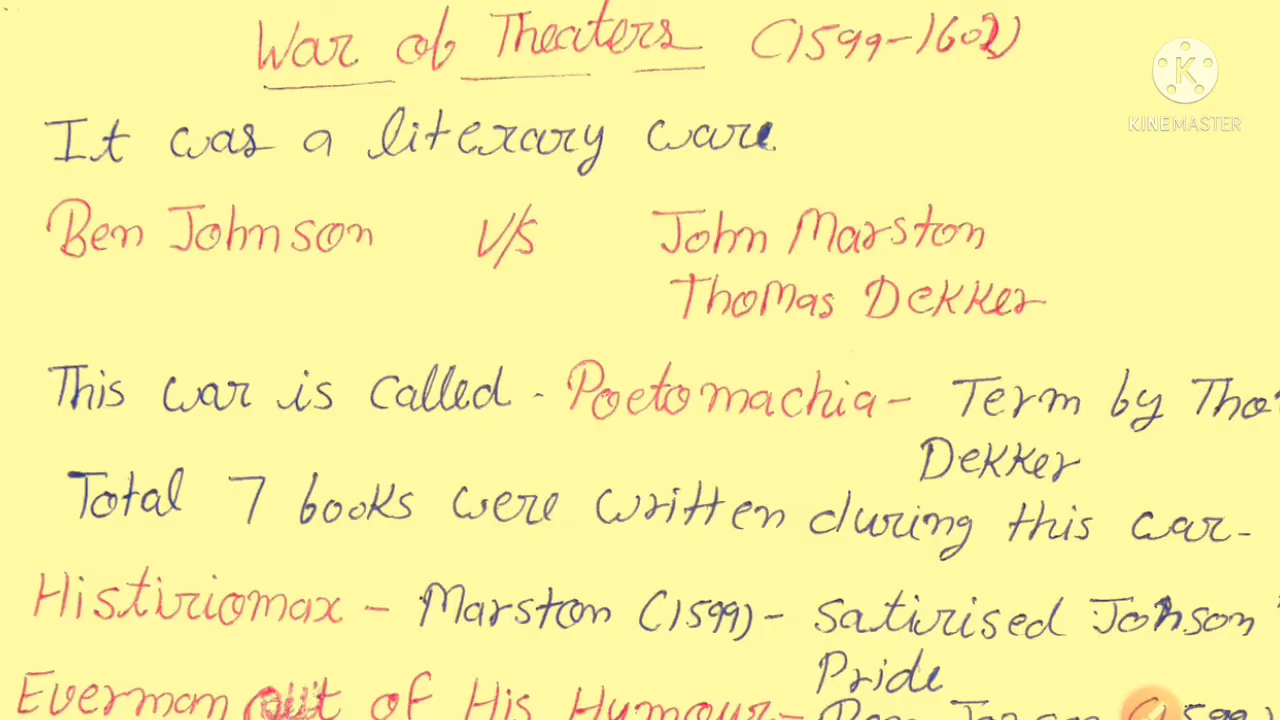 War of Theaters (1599-1602)
KINEMASTER
It was a literary war
Ben Johnson V/S John Marston
Thomas Dekker
This war is called - Poetomachia - Term by Tho
Dekker
Total 7 books were written during this war-
Histiriomax - Marston (1599)- satirised Johnson
Pride
Everman out of His Humour-